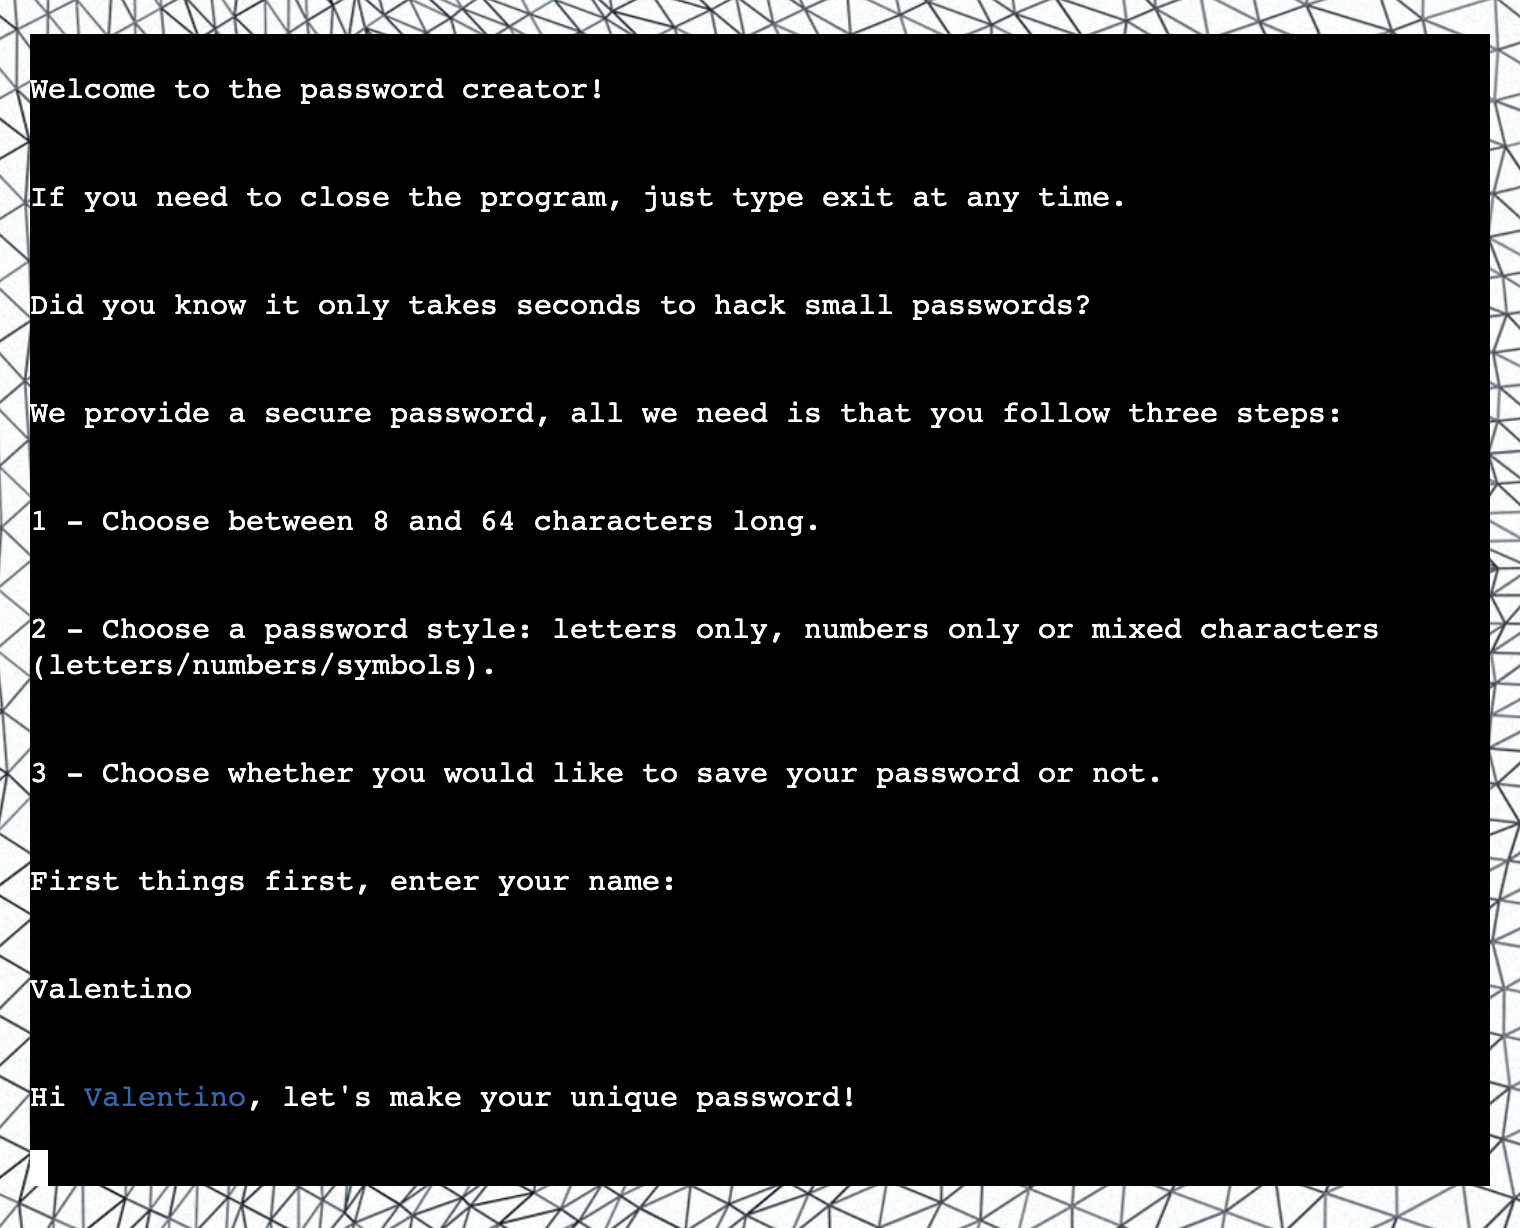 Welcome to the password creator!
If you need to close the program, just type exit at any time.
Did you know it only takes seconds to hack small passwords?
We provide a secure password, all we need is that you follow three steps:
1 - Choose between 8 and 64 characters long.
2 - Choose a password style: letters only, numbers only or mixed characters
(letters/numbers/symbols).
3 - Choose whether you would like to save your password or not.
First things first, enter your name:
Valentino
Hi Valentino, let's make your unique password!